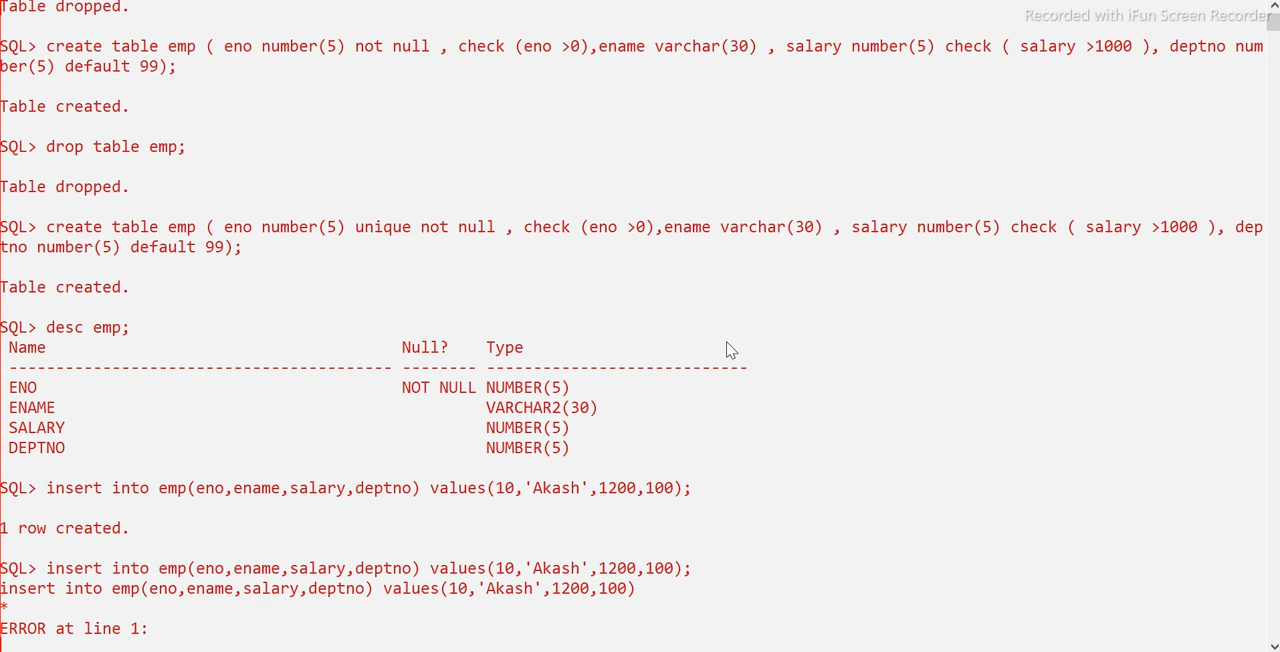 Table dropped.
Recorded with iFun Screen Recorder
SQL> create table emp ( eno number(5) not null , check (eno >0),ename varchar(30) , salary number(5) check ( salary >1000 ), deptno num
ber(5) default 99);
Table created.
SQL> drop table emp;
Table dropped.
SQL> create table emp ( eno number(5) unique not null , check (eno >0),ename varchar(30) , salary number(5) check ( salary >1000 ), dep
tno number(5) default 99);
Table created.
SQL> desc emp;
Name Null? Type
----------------------------------------- -------- ----------------------------
ENO NOT NULL NUMBER(5)
ENAME VARCHAR2(30)
SALARY NUMBER(5)
DEPTNO NUMBER(5)
SQL> insert into emp(eno,ename,salary,deptno) values(10,'Akash',1200,100);
1 row created.
SQL> insert into emp(eno,ename,salary,deptno) values(10,'Akash',1200,100);
insert into emp(eno,ename,salary,deptno) values(10,'Akash',1200,100)
*
ERROR at line 1: